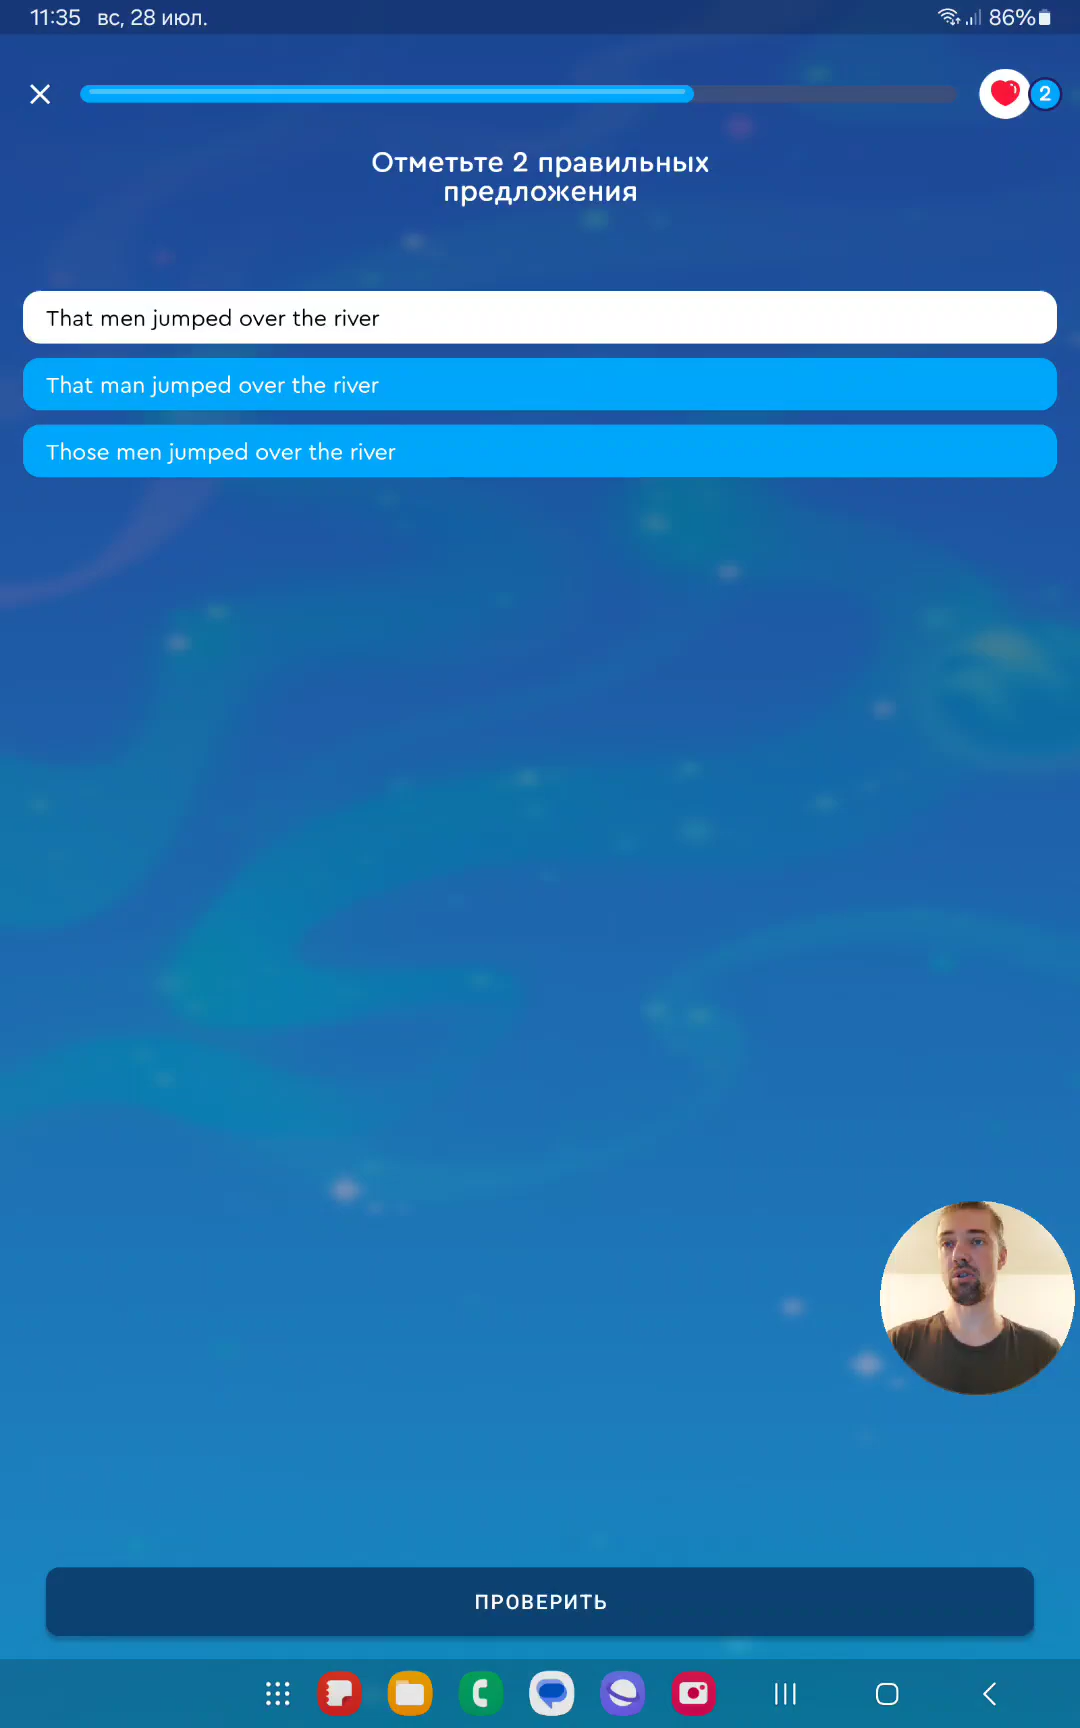 11:35 вс, 28 июл. 86%
2
Отметьте 2 правильных
предложения
That men jumped over the river
That man jumped over the river
Those men jumped over the river
ПРОВЕРИТЬ